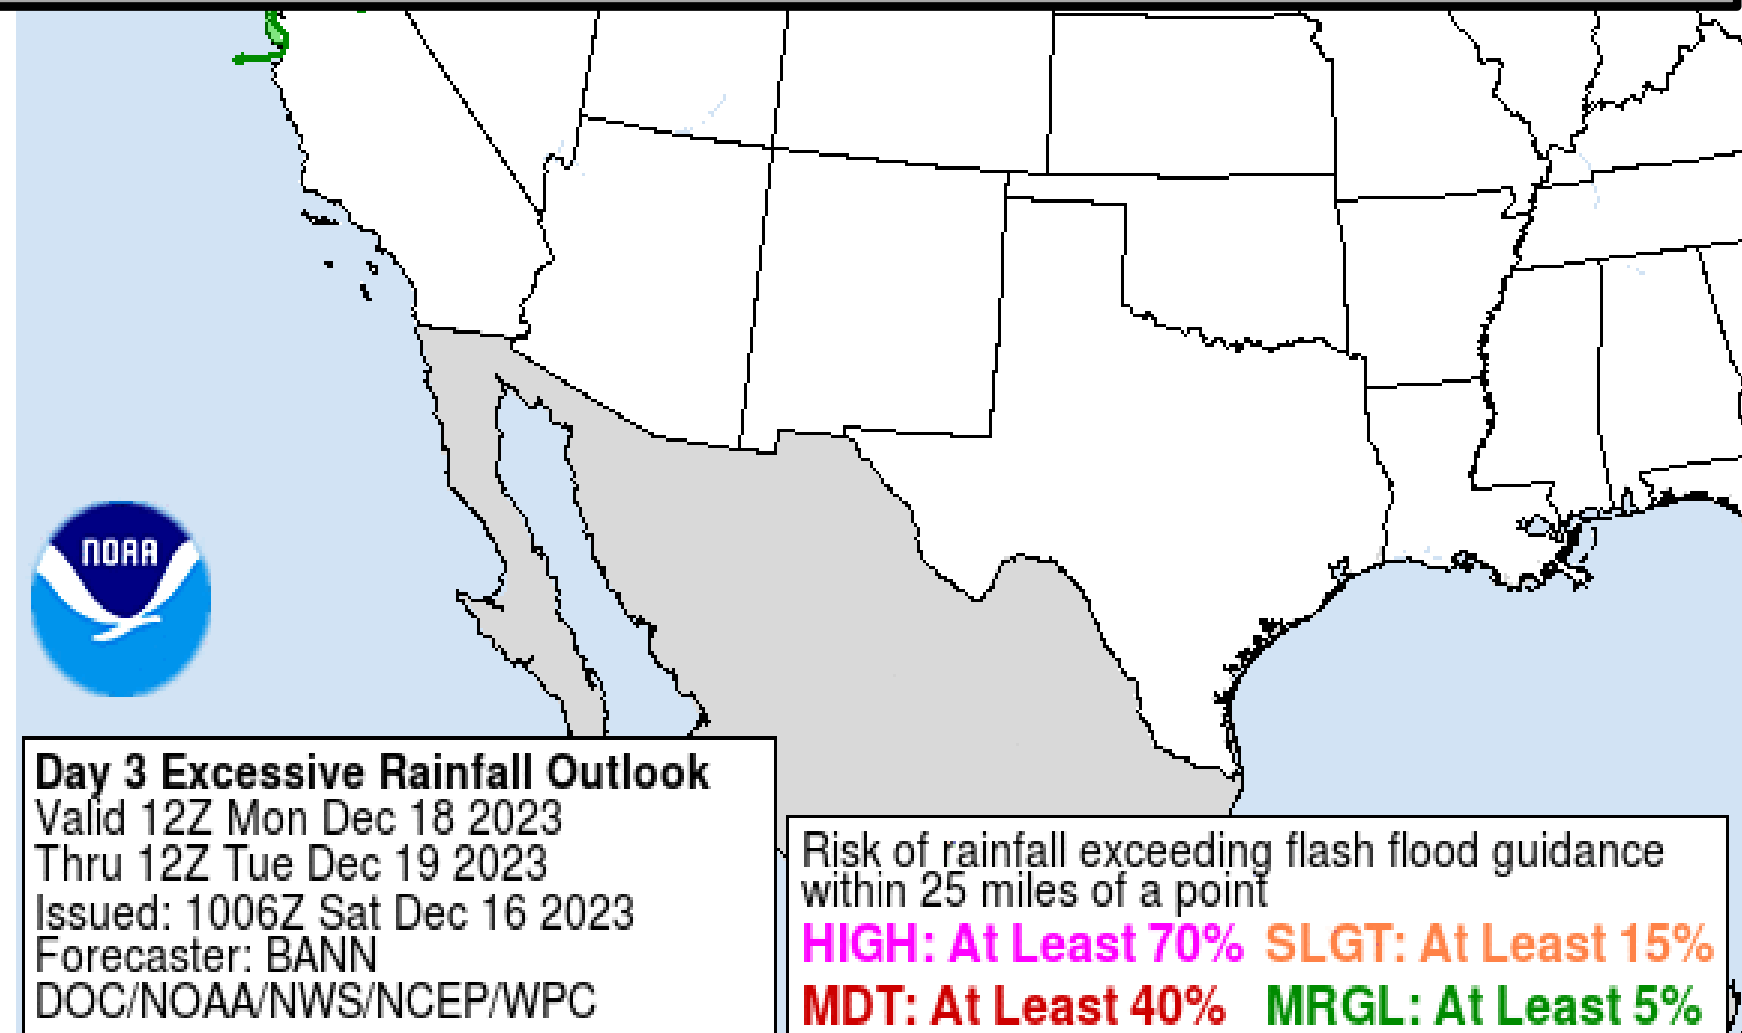 NOAA
Day 3 Excessive Rainfall Outlook
Valid 12Z Mon Dec 18 2023
Thru 12Z Tue Dec 19 2023
Issued: 1006Z Sat Dec 16 2023
Forecaster: BANN
DOC/NOAA/NWS/NCEP/WPC
Risk of rainfall exceeding flash flood guidance
within 25 miles of a point
HIGH: At Least 70% SLGT: At Least 15%
MDT: At Least 40% MRGL: At Least 5%